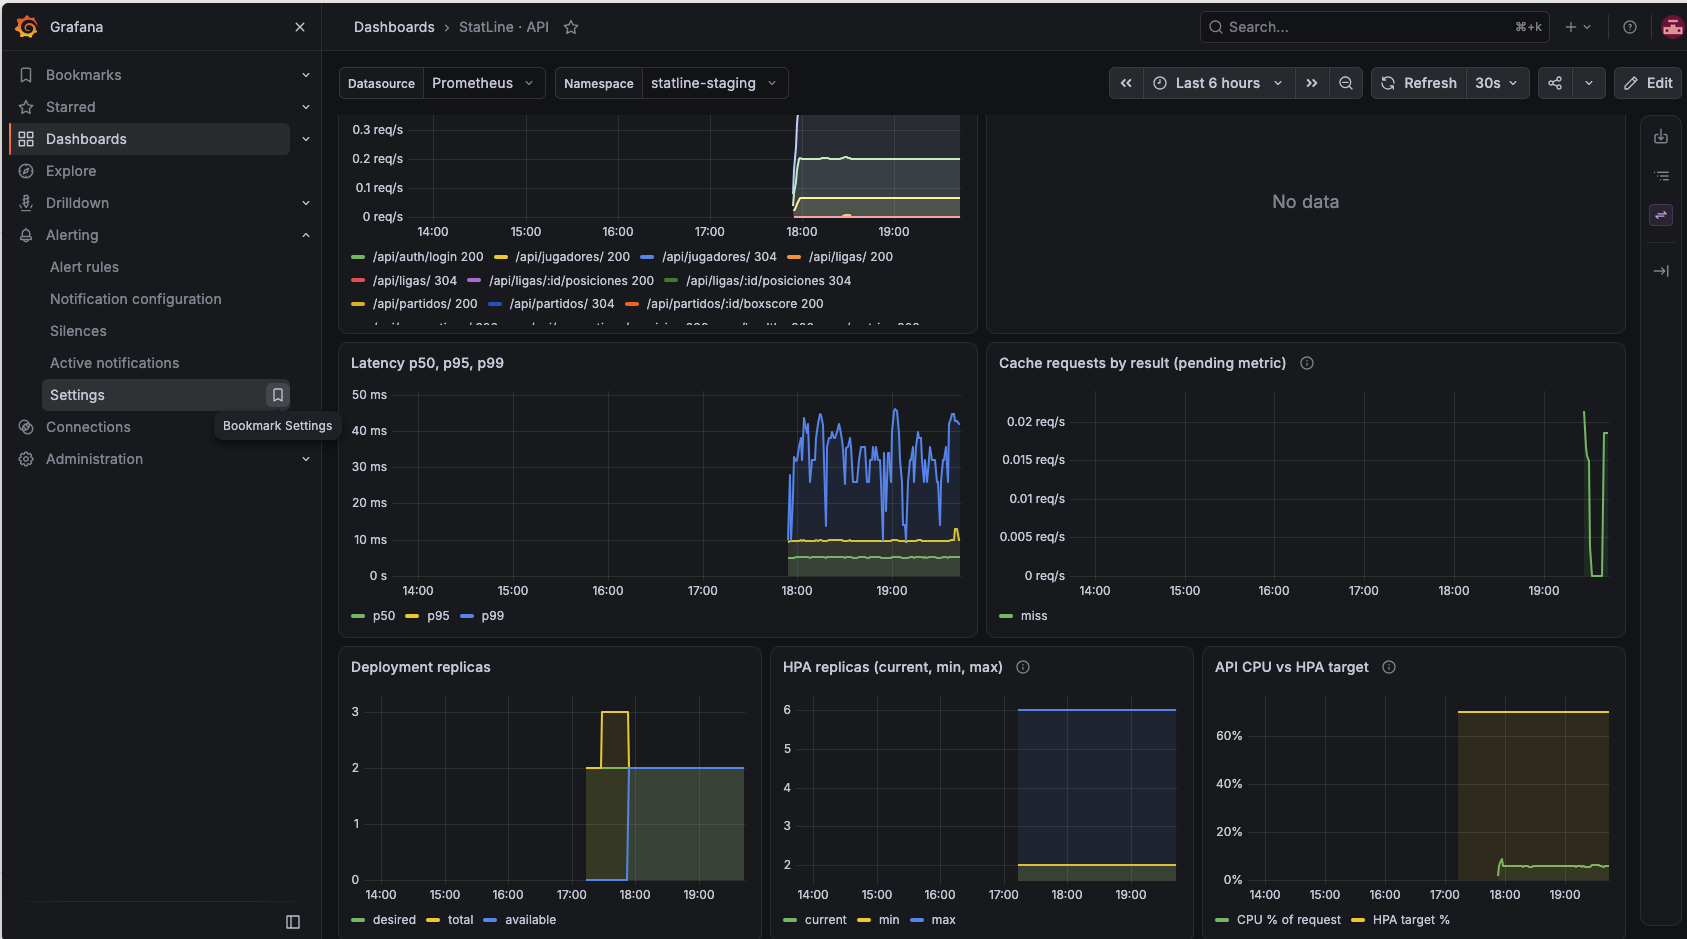 Grafana
Dashboards › StatLine · API
Search... ⌘+k
Bookmarks
Starred
Dashboards
Explore
Drilldown
Alerting
Alert rules
Notification configuration
Silences
Active notifications
Settings
Bookmark Settings
Connections
Administration
Datasource Prometheus Namespace statline-staging
Last 6 hours Refresh 30s Edit
0.3 req/s
0.2 req/s
0.1 req/s
0 req/s
14:00 15:00 16:00 17:00 18:00 19:00
/api/auth/login 200 /api/jugadores/ 200 /api/jugadores/ 304 /api/ligas/ 200
/api/ligas/ 304 /api/ligas/:id/posiciones 200 /api/ligas/:id/posiciones 304
/api/partidos/ 200 /api/partidos/ 304 /api/partidos/:id/boxscore 200
No data
Latency p50, p95, p99
50 ms
40 ms
30 ms
20 ms
10 ms
0 s
14:00 15:00 16:00 17:00 18:00 19:00
p50 p95 p99
Cache requests by result (pending metric)
0.02 req/s
0.015 req/s
0.01 req/s
0.005 req/s
0 req/s
14:00 15:00 16:00 17:00 18:00 19:00
miss
Deployment replicas
3
2
1
0
14:00 15:00 16:00 17:00 18:00 19:00
desired total available
HPA replicas (current, min, max)
6
5
4
3
2
14:00 15:00 16:00 17:00 18:00 19:00
current min max
API CPU vs HPA target
60%
40%
20%
0%
14:00 15:00 16:00 17:00 18:00 19:00
CPU % of request HPA target %